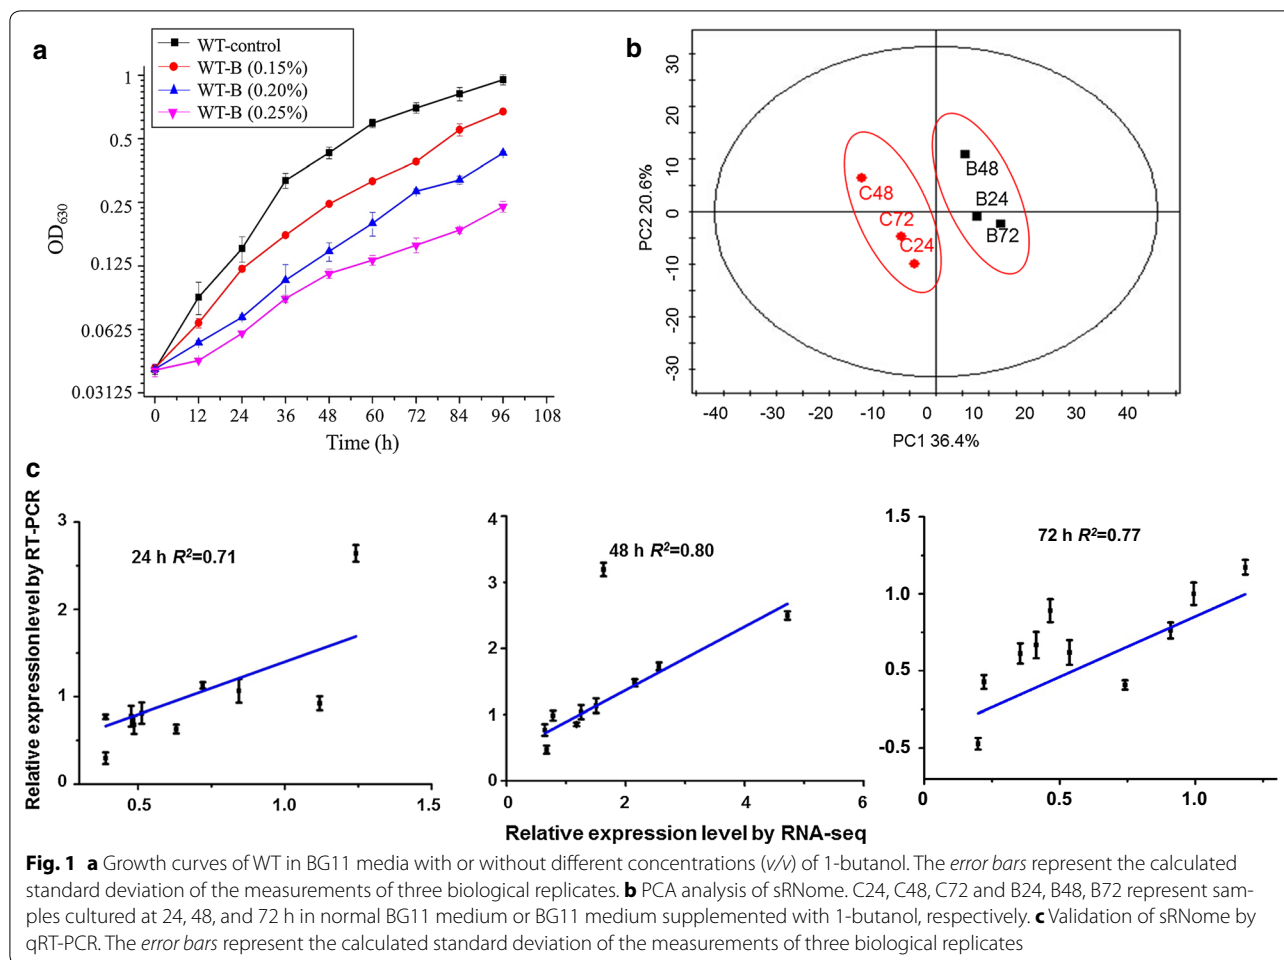 a
WT-control
WT-B (0.15%)
WT-B (0.20%)
WT-B (0.25%)
1
0.5
0.25
0.125
0.0625
0.03125
OD630
0 12 24 36 48 60 72 84 96 108
Time (h)
b
30
20
10
0
-10
-20
-30
PC2 20.6%
C48
C72
C24
B48
B24
B72
-40 -30 -20 -10 0 10 20 30 40
PC1 36.4%
c
Relative expression level by RT-PCR
3
2
1
0
24 h R²=0.71
0.5 1.0 1.5
4
3
2
1
0
48 h R²=0.80
0 2 4 6
1.5
1.0
0.5
-0.5
72 h R²=0.77
0 0.5 1.0
Relative expression level by RNA-seq
Fig. 1 a Growth curves of WT in BG11 media with or without different concentrations (v/v) of 1-butanol. The error bars represent the calculated
standard deviation of the measurements of three biological replicates. b PCA analysis of sRNome. C24, C48, C72 and B24, B48, B72 represent sam-
ples cultured at 24, 48, and 72 h in normal BG11 medium or BG11 medium supplemented with 1-butanol, respectively. c Validation of sRNome by
qRT-PCR. The error bars represent the calculated standard deviation of the measurements of three biological replicates